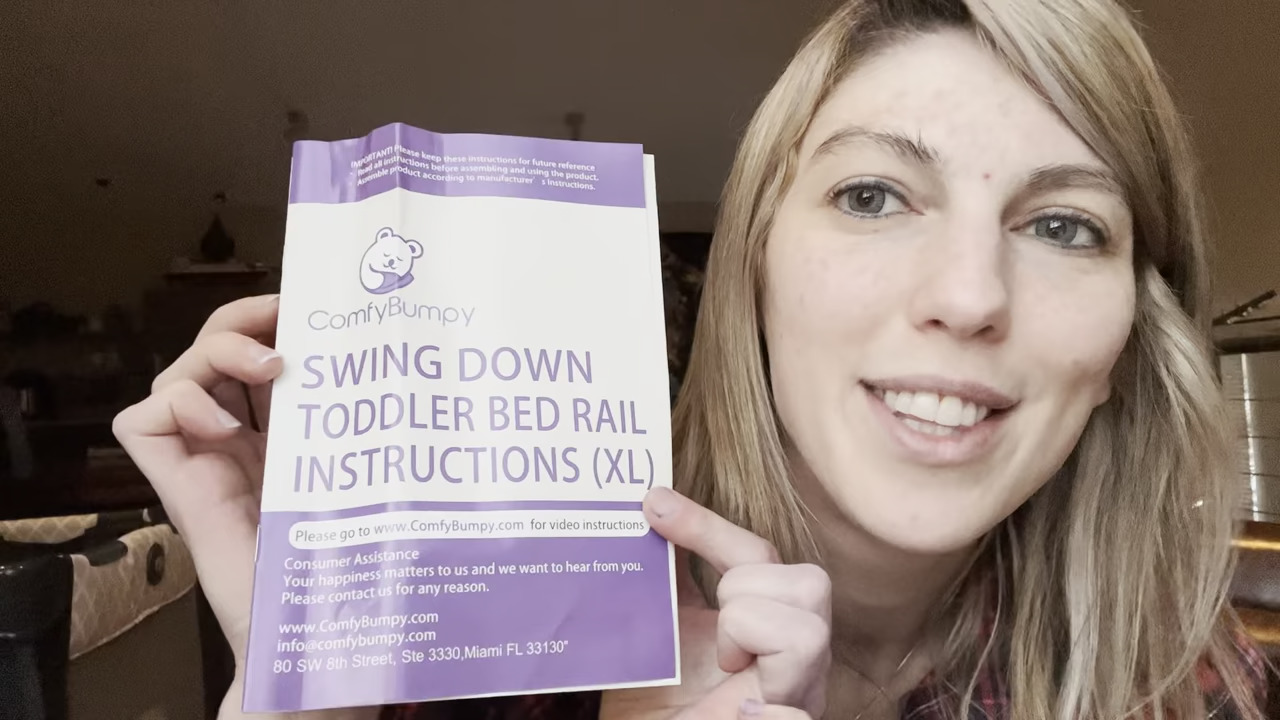 IMPORTANT! Please keep these instructions for future reference
- Read all instructions before assembling and using the product.
- Assemble product according to manufacturer's instructions.
ComfyBumpy
SWING DOWN
TODDLER BED RAIL
INSTRUCTIONS (XL)
Please go to www.ComfyBumpy.com for video instructions
Consumer Assistance
Your happiness matters to us and we want to hear from you.
Please contact us for any reason.
www.ComfyBumpy.com
info@comfybumpy.com
80 SW 8th Street, Ste 3330,Miami FL 33130"